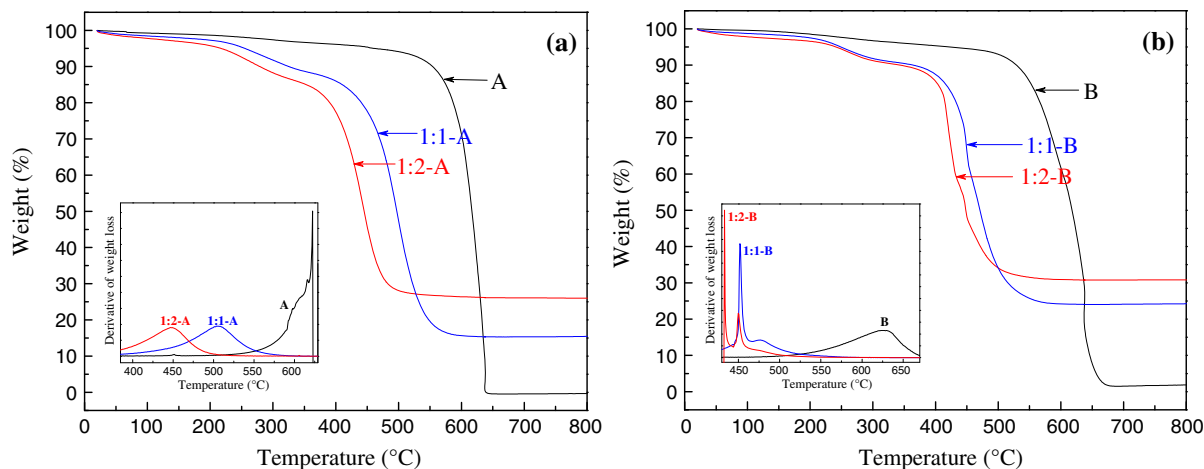 (a)
Weight (%)
100
90
80
70
60
50
40
30
20
10
0
A
1:1-A
1:2-A
Derivative of weight loss
1:2-A
1:1-A
A
400
450
500
550
600
Temperature (°C)
0
100
200
300
400
500
600
700
800
Temperature (°C)
(b)
Weight (%)
100
90
80
70
60
50
40
30
20
10
0
B
1:1-B
1:2-B
Derivative of weight loss
1:2-B
1:1-B
B
450
500
550
600
650
Temperature (°C)
0
100
200
300
400
500
600
700
800
Temperature (°C)